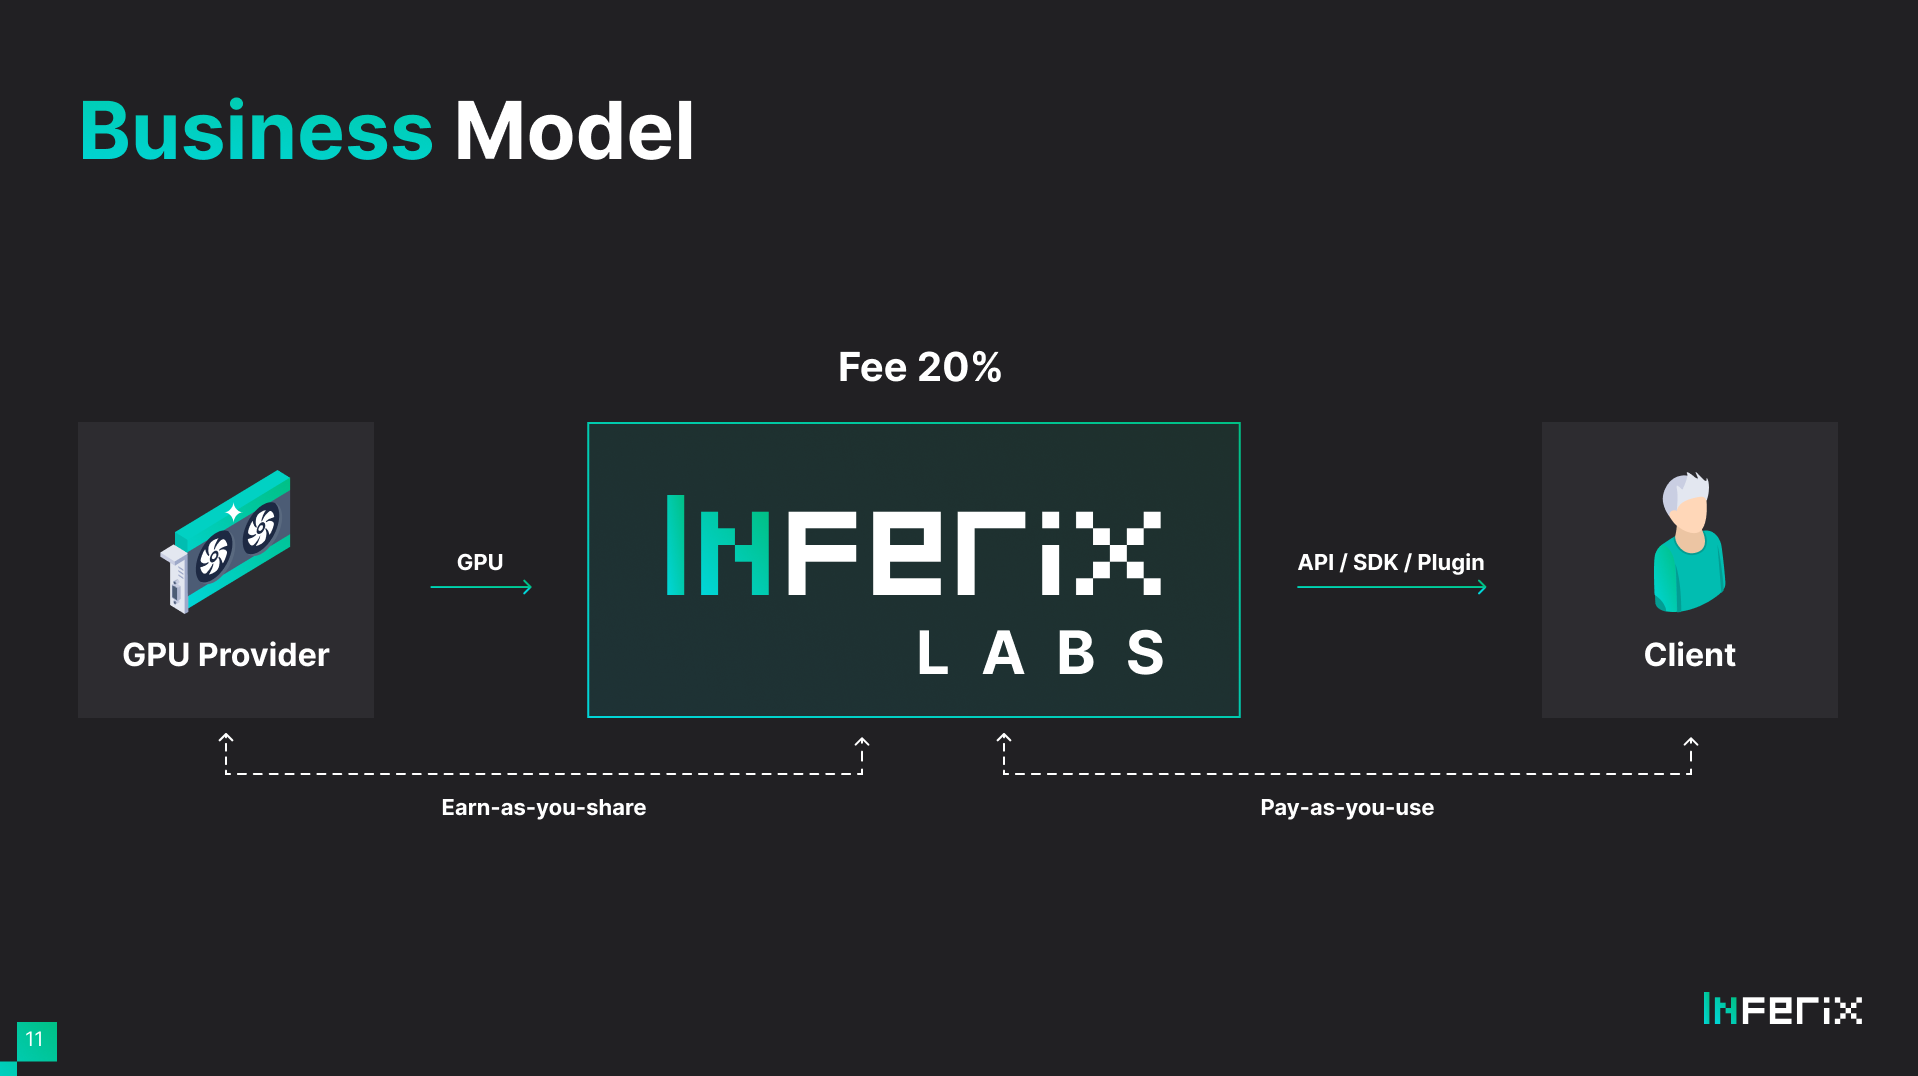 Business Model
Fee 20%
GPU Provider
GPU
INFERIX
LABS
API / SDK / Plugin
Client
Earn-as-you-share
Pay-as-you-use
11
INFERIX